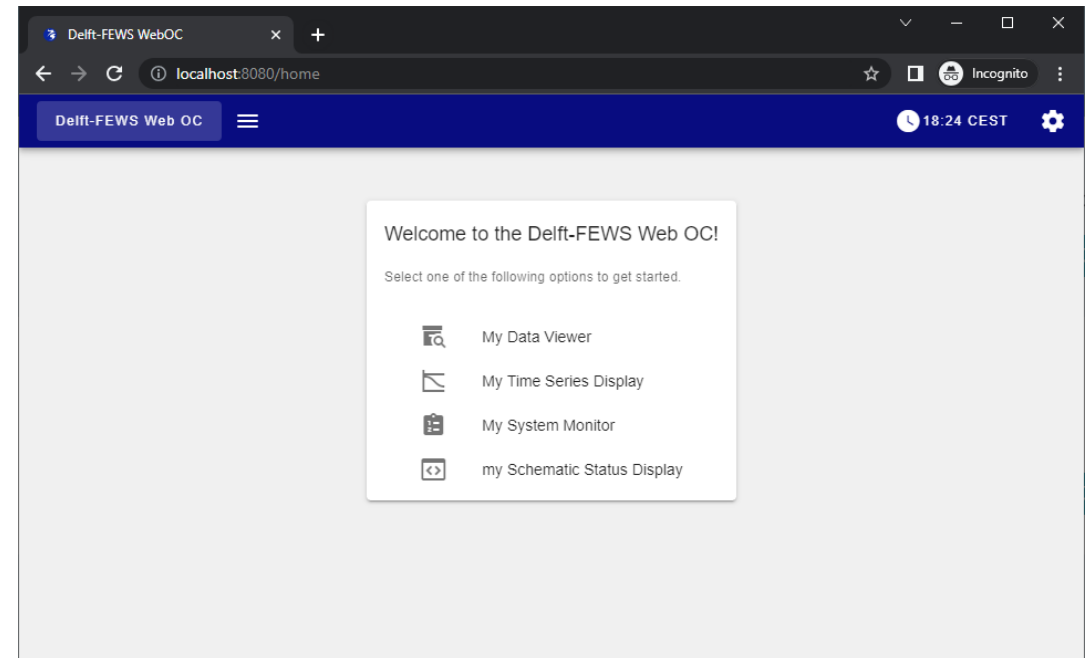 Delft-FEWS WebOC
localhost:8080/home
Incognito
Delft-FEWS Web OC
18:24 CEST
Welcome to the Delft-FEWS Web OC!
Select one of the following options to get started.
My Data Viewer
My Time Series Display
My System Monitor
my Schematic Status Display